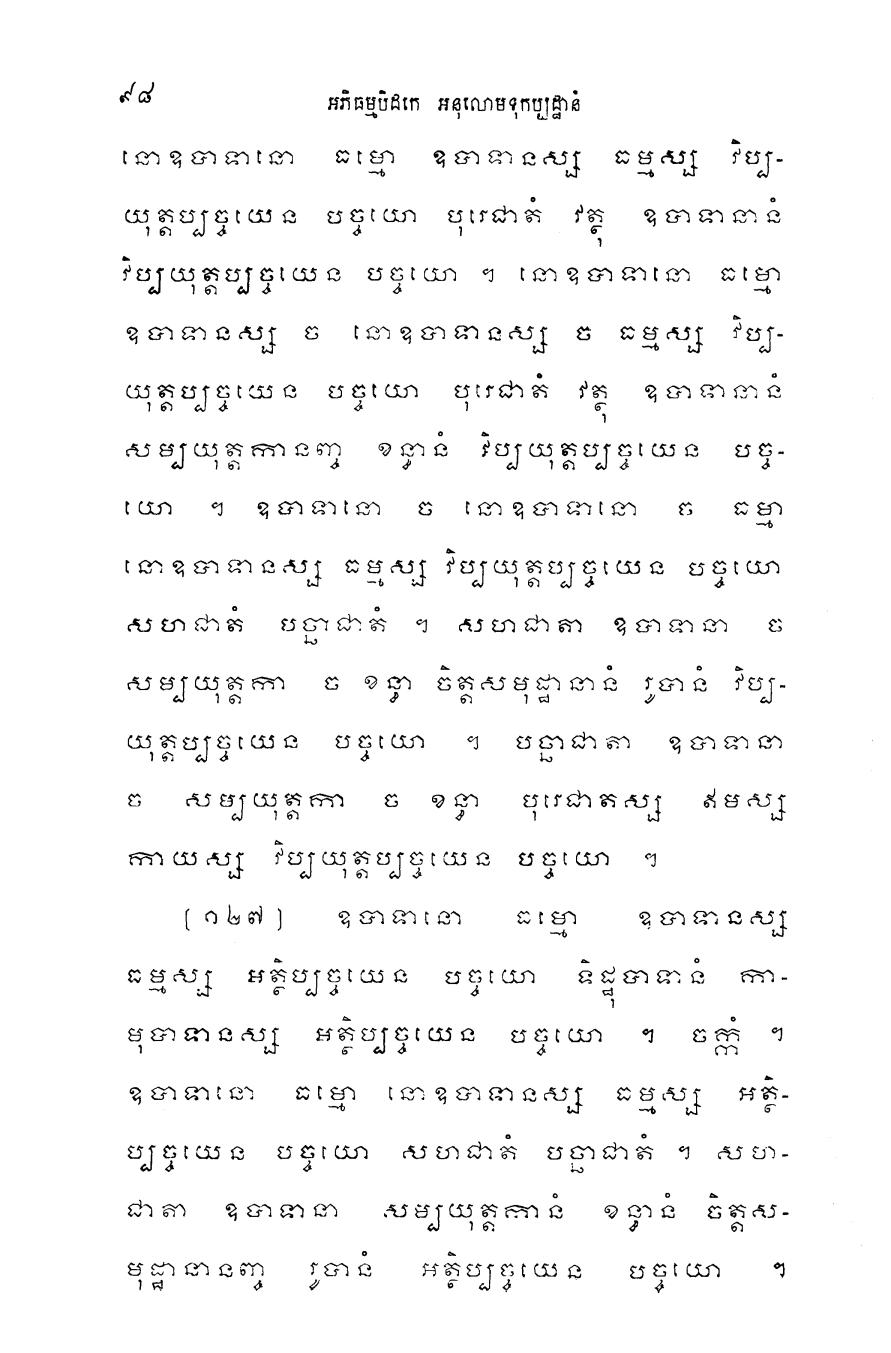 ៩៨
អភិធម្មបិដកេ អនុលោមទុកប្បដ្ឋានំ
នោឧបាទានោ ធម្មោ ឧបាទានស្ស ធម្មស្ស វិប្ប-
យុត្តប្បច្ចយេន បច្ចយោ បុរេជាតំ វត្ថុ ឧបាទានានំ
វិប្បយុត្តប្បច្ចយេន បច្ចយោ ។ នោឧបាទានោ ធម្មោ
ឧបាទានស្ស ច នោឧបាទានស្ស ច ធម្មស្ស វិប្ប-
យុត្តប្បច្ចយេន បច្ចយោ បុរេជាតំ វត្ថុ ឧបាទានានំ
សម្បយុត្តកានញ្ច ខន្ធានំ វិប្បយុត្តប្បច្ចយេន បច្ច-
យោ ។ ឧបាទានោ ច នោឧបាទានោ ច ធម្មា
នោឧបាទានស្ស ធម្មស្ស វិប្បយុត្តប្បច្ចយេន បច្ចយោ
សហជាតំ បច្ឆាជាតំ ។ សហជាតា ឧបាទានា ច
សម្បយុត្តកា ច ខន្ធា ចិត្តសមុដ្ឋានានំ រូបានំ វិប្ប-
យុត្តប្បច្ចយេន បច្ចយោ ។ បច្ឆាជាតា ឧបាទានា
ច សម្បយុត្តកា ច ខន្ធា បុរេជាតស្ស ឥមស្ស
កាយស្ស វិប្បយុត្តប្បច្ចយេន បច្ចយោ ។
[១២៧] ឧបាទានោ ធម្មោ ឧបាទានស្ស
ធម្មស្ស អត្ថិប្បច្ចយេន បច្ចយោ ទិដ្ឋុបាទានំ កា-
មុបាទានស្ស អត្ថិប្បច្ចយេន បច្ចយោ ។ ចក្កំ ។
ឧបាទានោ ធម្មោ នោឧបាទានស្ស ធម្មស្ស អត្ថិ-
ប្បច្ចយេន បច្ចយោ សហជាតំ បច្ឆាជាតំ ។ សហ-
ជាតា ឧបាទានា សម្បយុត្តកានំ ខន្ធានំ ចិត្តស-
មុដ្ឋានានញ្ច រូបានំ អត្ថិប្បច្ចយេន បច្ចយោ ។